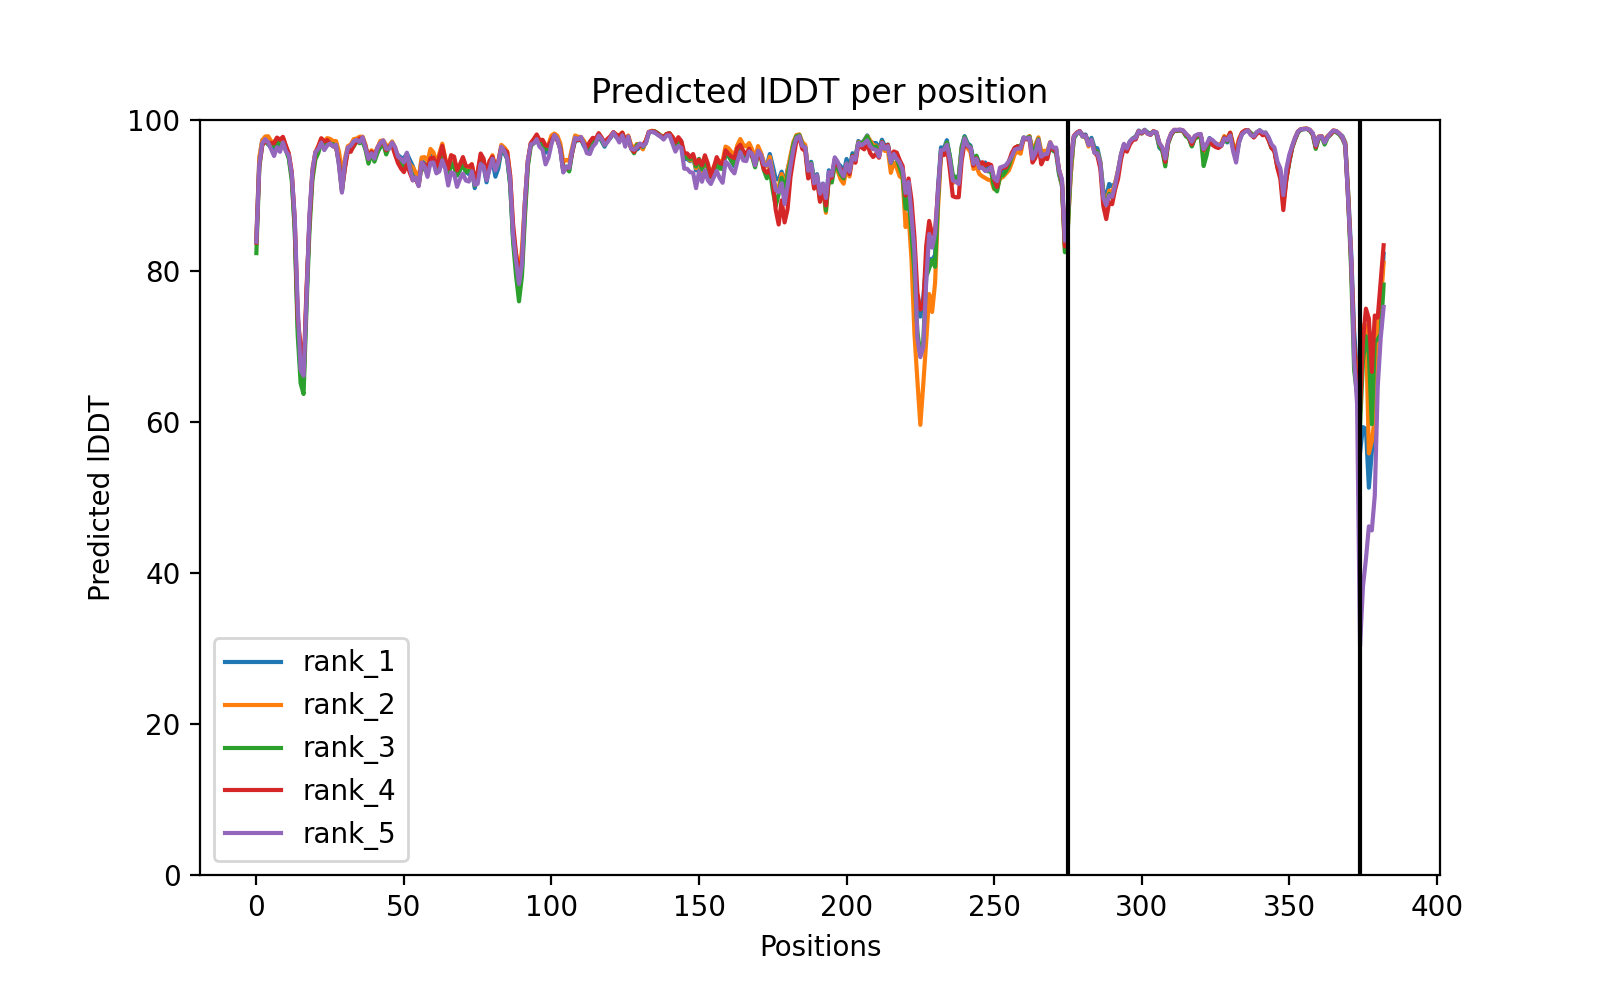 Predicted lDDT per position
Predicted lDDT
100
80
60
40
20
0
rank_1
rank_2
rank_3
rank_4
rank_5
0 50 100 150 200 250 300 350 400
Positions